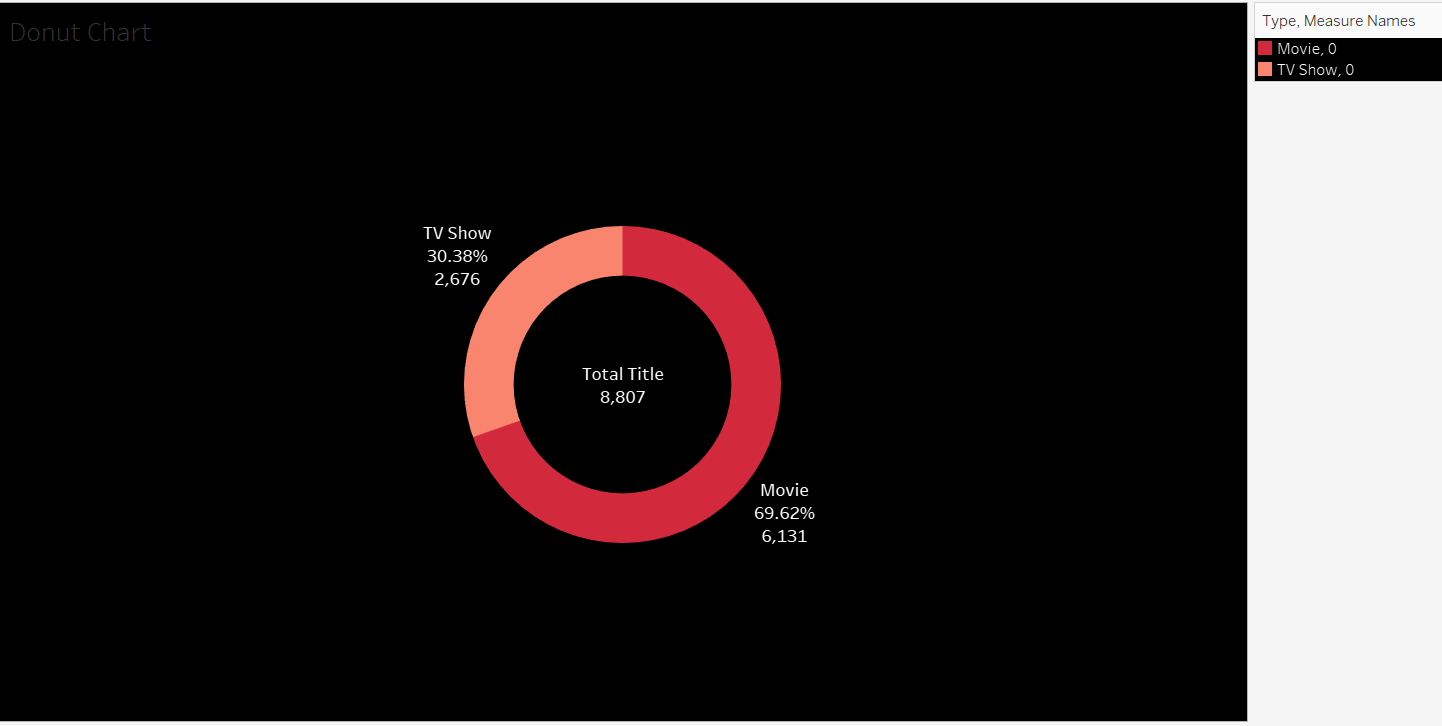 Donut Chart
Type, Measure Names
Movie, 0
TV Show, 0
TV Show
30.38%
2,676
Total Title
8,807
Movie
69.62%
6,131